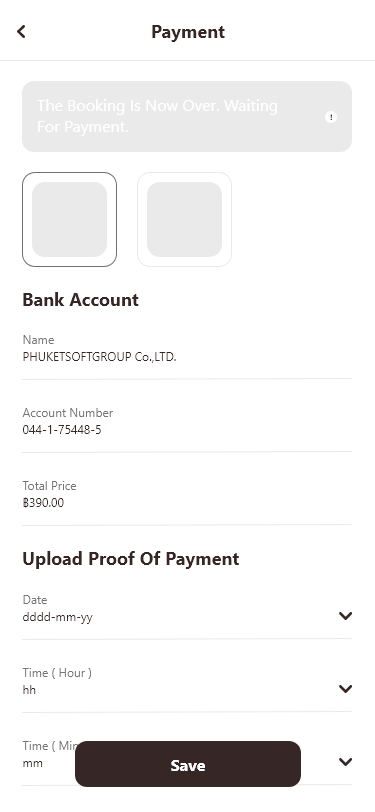 Payment
The Booking Is Now Over. Waiting
For Payment.
!
Bank Account
Name
PHUKETSOFTGROUP Co.,LTD.
Account Number
044-1-75448-5
Total Price
฿390.00
Upload Proof Of Payment
Date
dddd-mm-yy
Time ( Hour )
hh
Time (
mm
Save